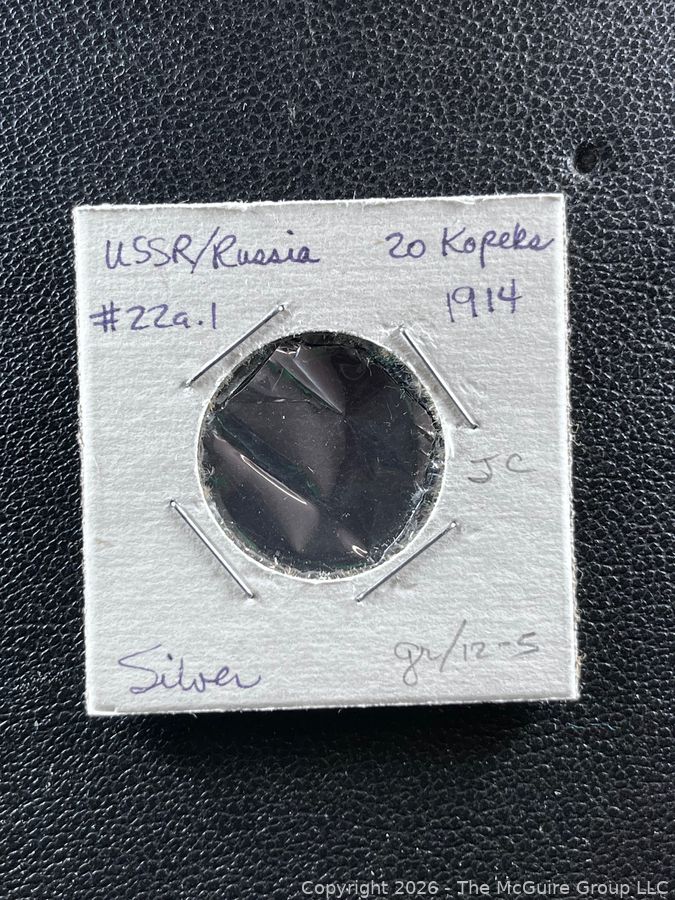 USSR/Russia 20 Kopeks
#22a.1 1914
JC
Silver gr/12-5
Copyright 2026 - The McGuire Group LLC